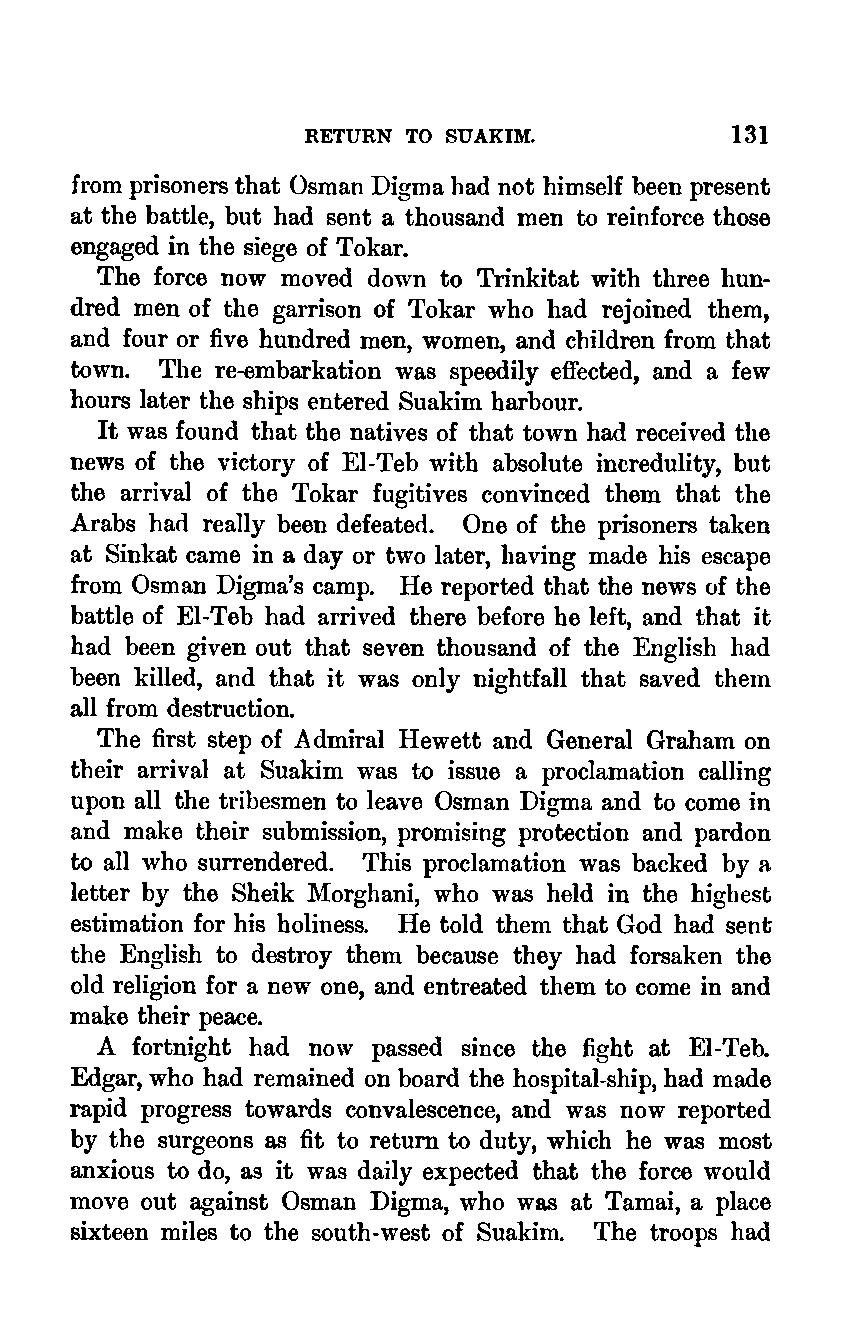 RETURN TO SUAKIM. 131
from prisoners that Osman Digma had not himself been present
at the battle, but had sent a thousand men to reinforce those
engaged in the siege of Tokar.
The force now moved down to Trinkitat with three hun-
dred men of the garrison of Tokar who had rejoined them,
and four or five hundred men, women, and children from that
town. The re-embarkation was speedily effected, and a few
hours later the ships entered Suakim harbour.
It was found that the natives of that town had received the
news of the victory of El-Teb with absolute incredulity, but
the arrival of the Tokar fugitives convinced them that the
Arabs had really been defeated. One of the prisoners taken
at Sinkat came in a day or two later, having made his escape
from Osman Digma's camp. He reported that the news of the
battle of El-Teb had arrived there before he left, and that it
had been given out that seven thousand of the English had
been killed, and that it was only nightfall that saved them
all from destruction.
The first step of Admiral Hewett and General Graham on
their arrival at Suakim was to issue a proclamation calling
upon all the tribesmen to leave Osman Digma and to come in
and make their submission, promising protection and pardon
to all who surrendered. This proclamation was backed by a
letter by the Sheik Morghani, who was held in the highest
estimation for his holiness. He told them that God had sent
the English to destroy them because they had forsaken the
old religion for a new one, and entreated them to come in and
make their peace.
A fortnight had now passed since the fight at El-Teb.
Edgar, who had remained on board the hospital-ship, had made
rapid progress towards convalescence, and was now reported
by the surgeons as fit to return to duty, which he was most
anxious to do, as it was daily expected that the force would
move out against Osman Digma, who was at Tamai, a place
sixteen miles to the south-west of Suakim. The troops had